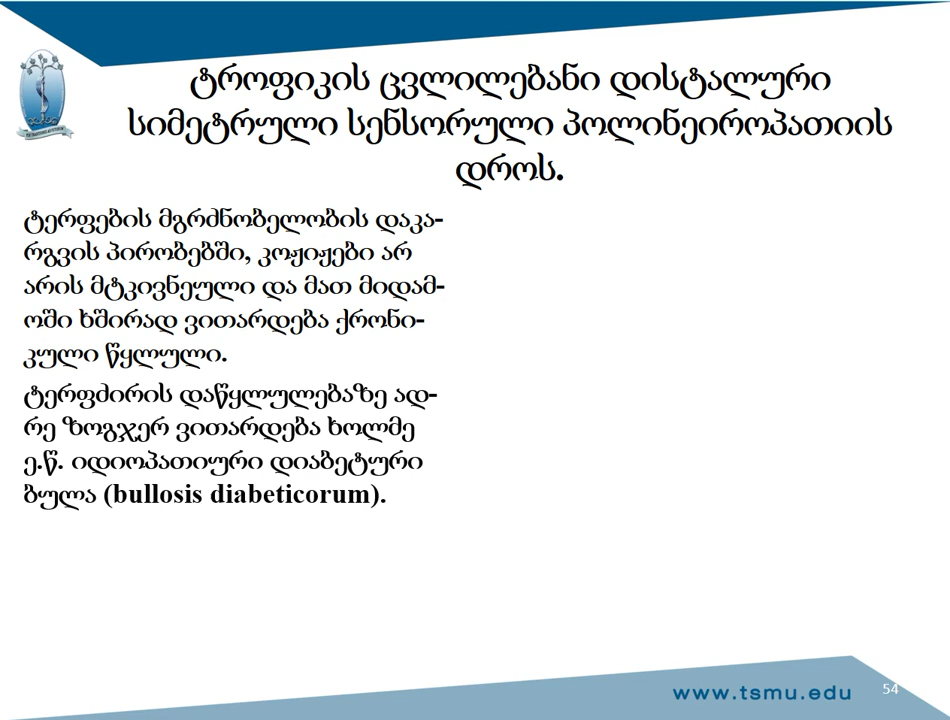 ტროფიკის ცვლილებანი დისტალური
სიმეტრული სენსორული პოლინეიროპათიის
დროს.
ტერფების მგრძნობელობის დაკა-
რგვის პირობებში, კოჟიჟები არ
არის მტკივნეული და მათ მიდამ-
ოში ხშირად ვითარდება ქრონი-
კული წყლული.
ტერფძირის დაწყლულებაზე ად-
რე ზოგჯერ ვითარდება ხოლმე
ე.წ. იდიოპათიური დიაბეტური
ბულა (bullosis diabeticorum).
www.tsmu.edu
54